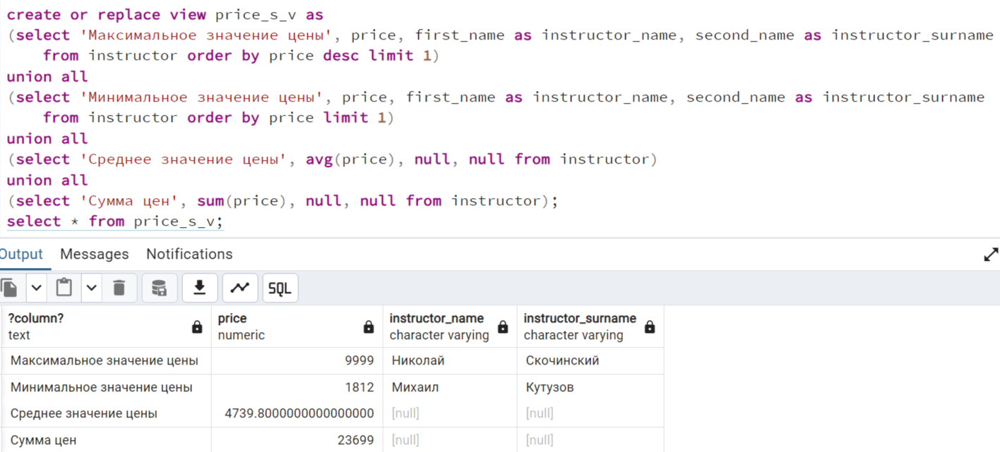 create or replace view price_s_v as
(select 'Максимальное значение цены', price, first_name as instructor_name, second_name as instructor_surname
from instructor order by price desc limit 1)
union all
(select 'Минимальное значение цены', price, first_name as instructor_name, second_name as instructor_surname
from instructor order by price limit 1)
union all
(select 'Среднее значение цены', avg(price), null, null from instructor)
union all
(select 'Сумма цен', sum(price), null, null from instructor);
select * from price_s_v;
Output Messages Notifications
SQL
?column? price instructor_name instructor_surname
text numeric character varying character varying
Максимальное значение цены 9999 Николай Скочинский
Минимальное значение цены 1812 Михаил Кутузов
Среднее значение цены 4739.8000000000000000 [null] [null]
Сумма цен 23699 [null] [null]